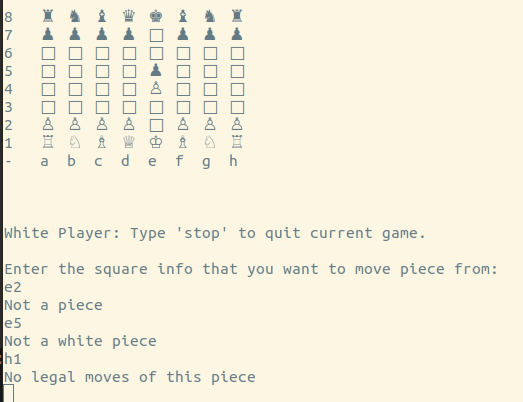 8 ♜ ♞ ♝ ♛ ♚ ♝ ♞ ♜
7 ♟ ♟ ♟ ♟ □ ♟ ♟ ♟
6 □ □ □ □ □ □ □ □
5 □ □ □ □ ♟ □ □ □
4 □ □ □ □ ♙ □ □ □
3 □ □ □ □ □ □ □ □
2 ♙ ♙ ♙ ♙ □ ♙ ♙ ♙
1 ♖ ♘ ♗ ♕ ♔ ♗ ♘ ♖
- a b c d e f g h
White Player: Type 'stop' to quit current game.
Enter the square info that you want to move piece from:
e2
Not a piece
e5
Not a white piece
h1
No legal moves of this piece